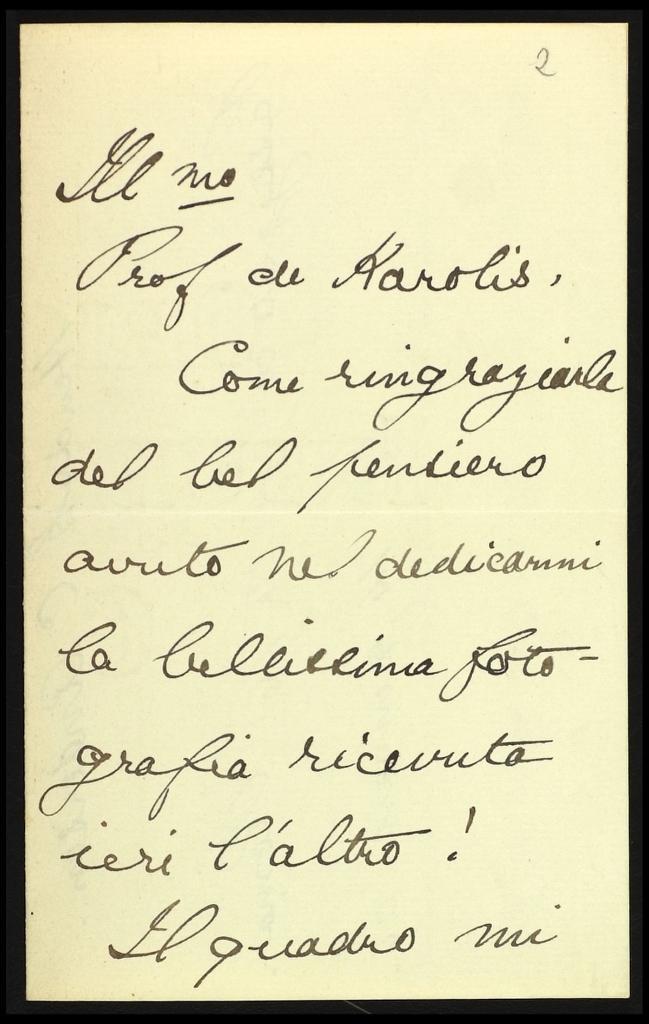 2
Ill mo
Prof de Karolis,
Come ringraziarla
del bel pensiero
avuto nel dedicarmi
la bellissima foto-
grafia ricevuta
ieri l'altro!
Il quadro mi